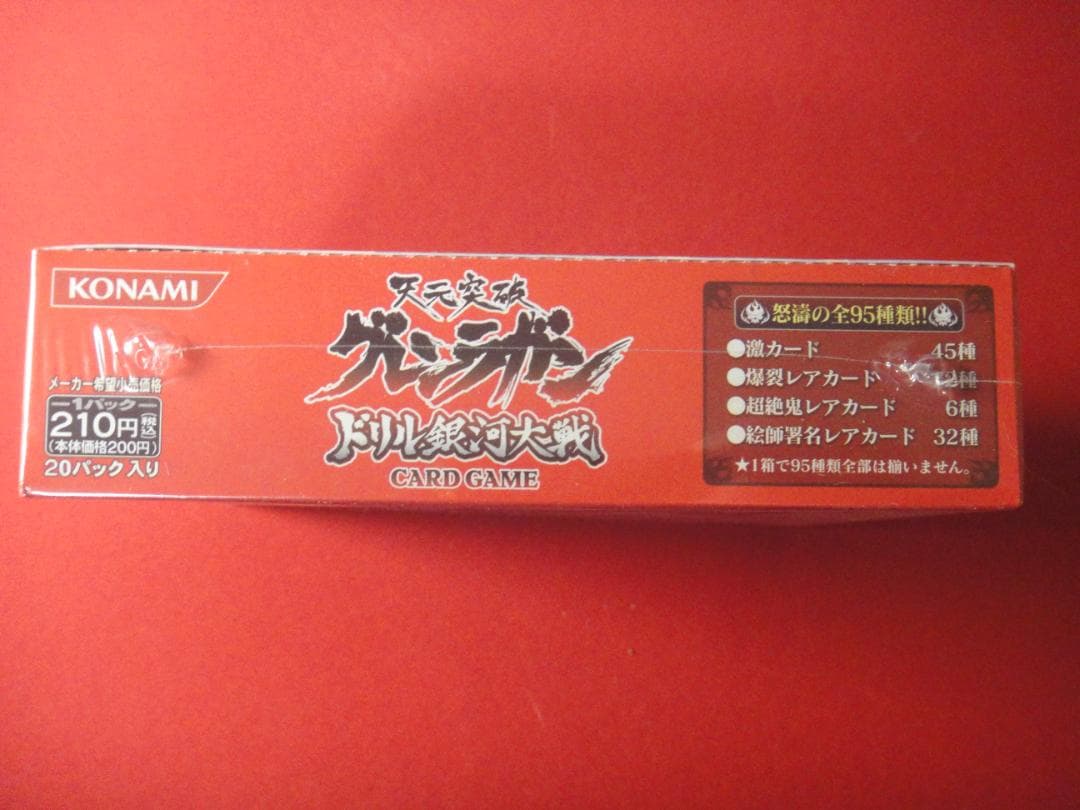 KONAMI
メーカー希望小売価格
1パック
210円(税込)
(本体価格200円)
20パック入り
天元突破
グレンラガン
ドリル銀河大戦
CARD GAME
怒濤の全95種類!!
●激カード 45種
●爆裂レアカード 2種
●超絶鬼レアカード 6種
●絵師署名レアカード 32種
★1箱で95種類全部は揃いません。